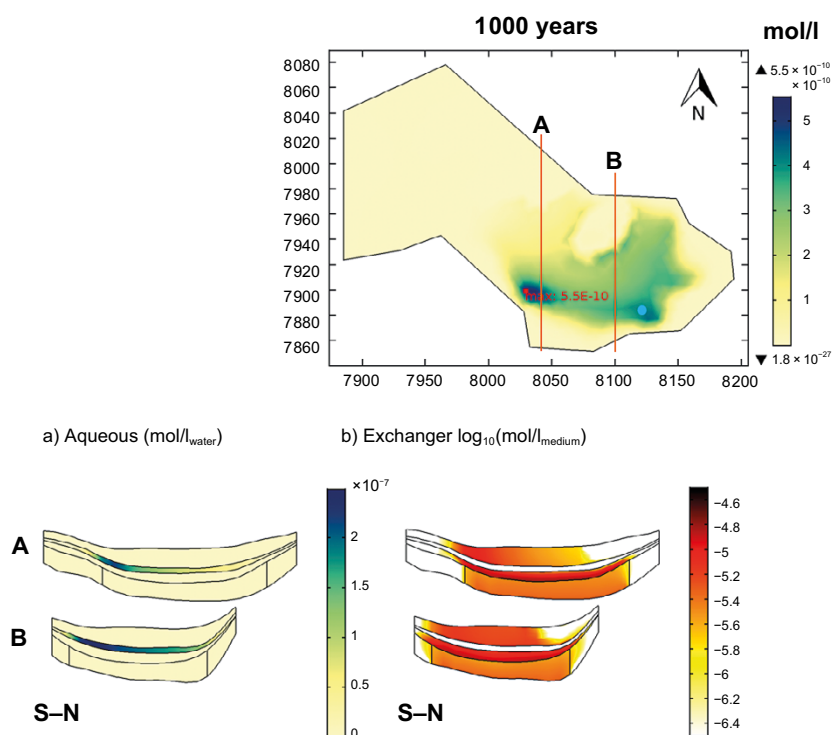 1000 years
mol/l
▲ 5.5 × 10⁻¹⁰
× 10⁻¹⁰
5
4
3
2
1
▼ 1.8 × 10⁻²⁷
8080
8060
8040
8020
8000
7980
7960
7940
7920
7900
7880
7860
7900
7950
8000
8050
8100
8150
8200
A
B
N
max: 5.5E-10
a) Aqueous (mol/l_water)
b) Exchanger log₁₀(mol/l_medium)
A
B
S–N
×10⁻⁷
2
1.5
1
0.5
0
S–N
−4.6
−4.8
−5
−5.2
−5.4
−5.6
−5.8
−6
−6.2
−6.4